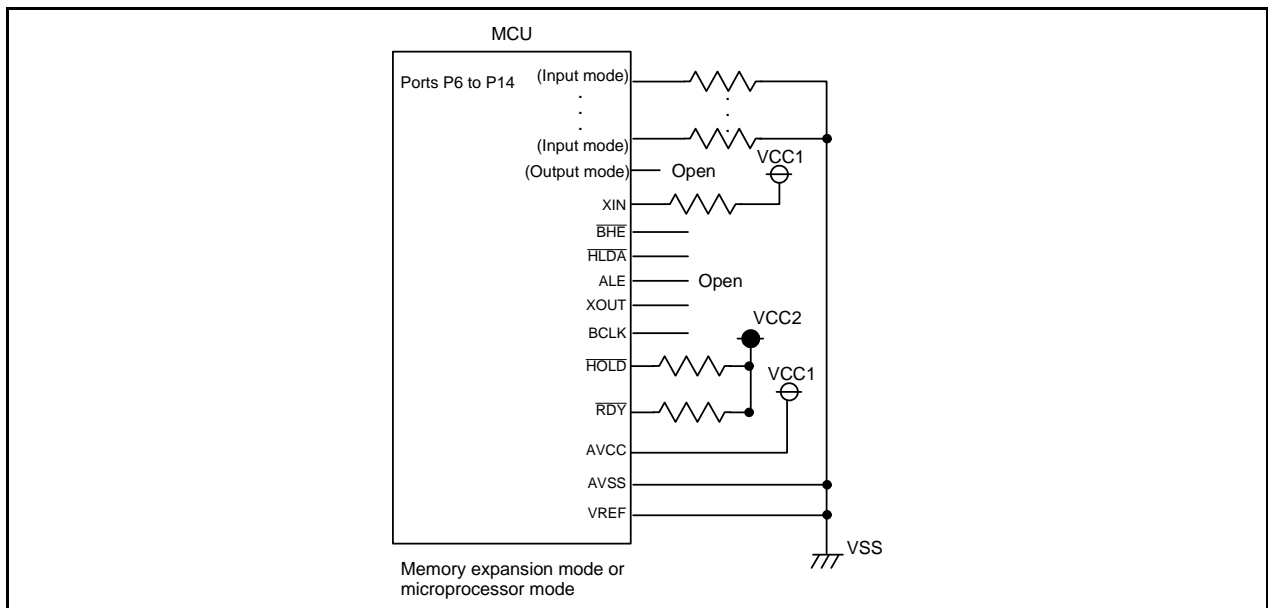 MCU
Ports P6 to P14
(Input mode)
(Input mode)
(Output mode)
Open
VCC1
XIN
BHE
HLDA
ALE
Open
XOUT
BCLK
VCC2
HOLD
VCC1
RDY
AVCC
AVSS
VREF
VSS
Memory expansion mode or
microprocessor mode